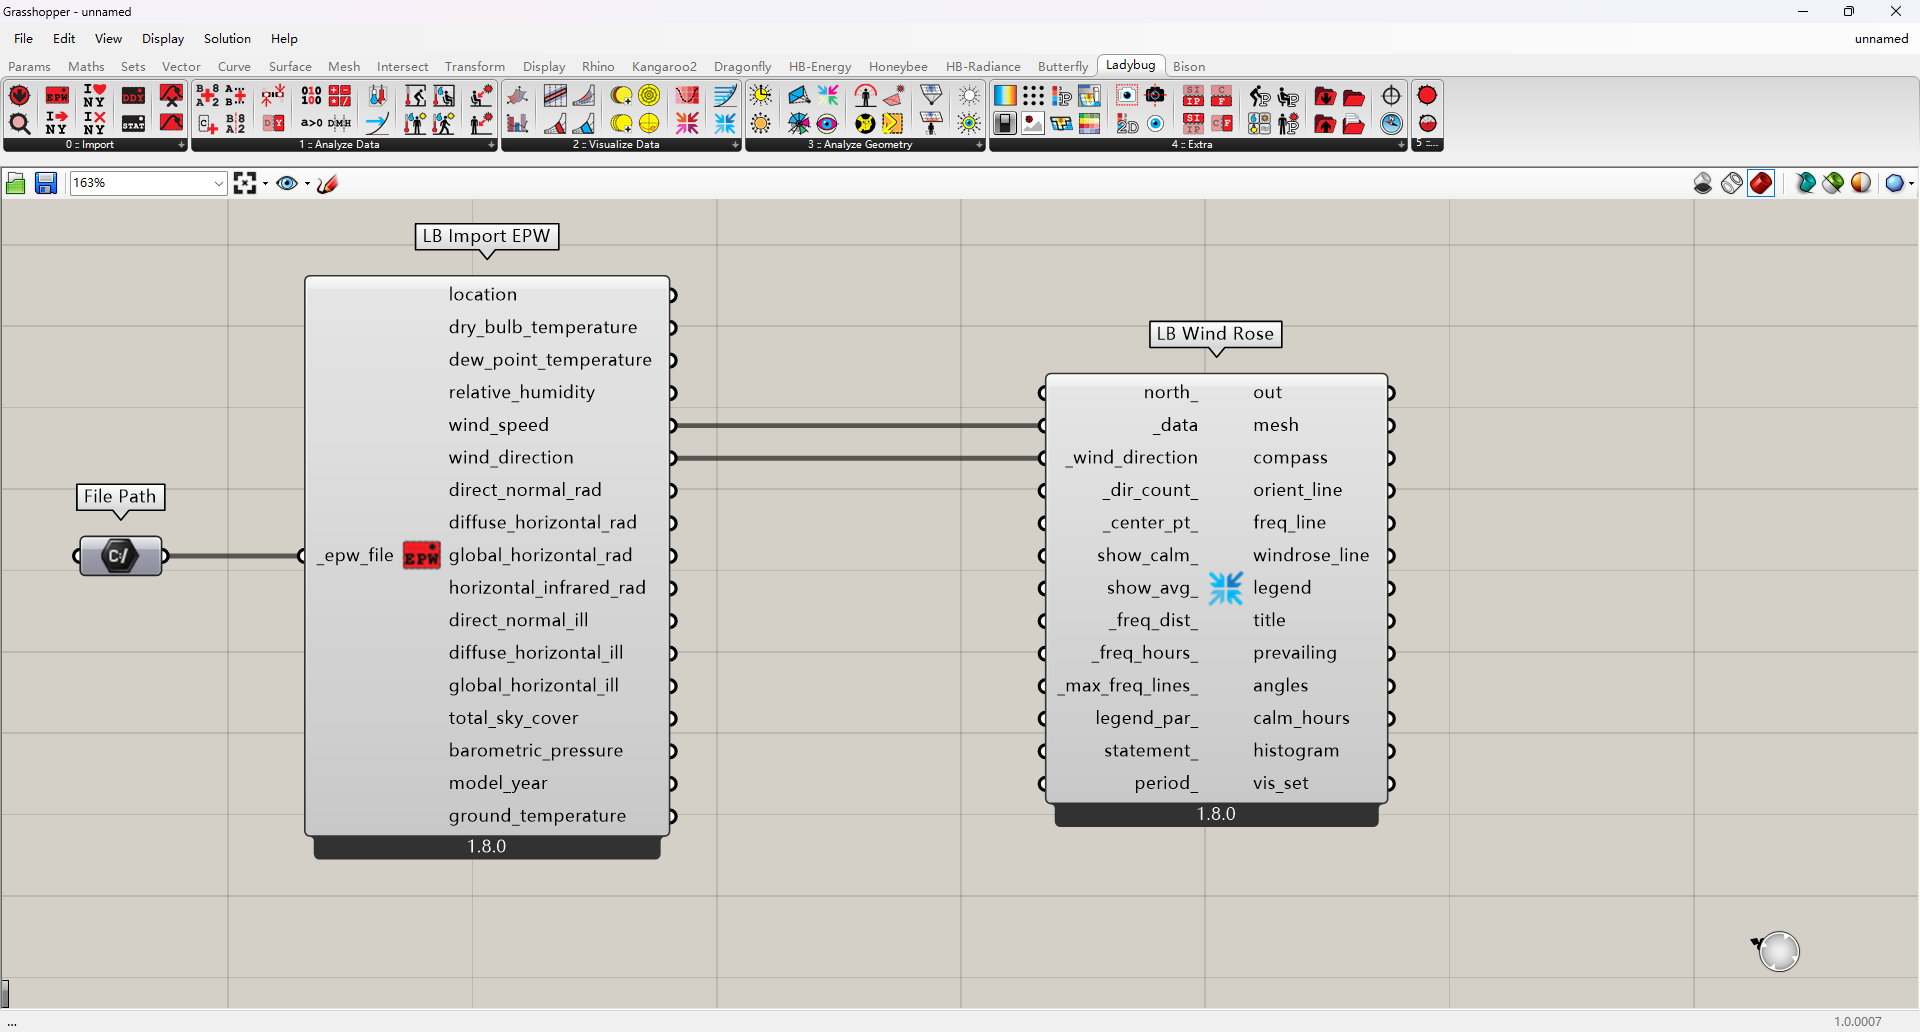 Grasshopper - unnamed
File Edit View Display Solution Help unnamed
Params Maths Sets Vector Curve Surface Mesh Intersect Transform Display Rhino Kangaroo2 Dragonfly HB-Energy Honeybee HB-Radiance Butterfly Ladybug Bison
0 :: Import 1 :: Analyze Data 2 :: Visualize Data 3 :: Analyze Geometry 4 :: Extra 5 ::...
163%
LB Import EPW
location
dry_bulb_temperature
dew_point_temperature
relative_humidity
wind_speed
wind_direction
direct_normal_rad
diffuse_horizontal_rad
_epw_file EPW global_horizontal_rad
horizontal_infrared_rad
direct_normal_ill
diffuse_horizontal_ill
global_horizontal_ill
total_sky_cover
barometric_pressure
model_year
ground_temperature
1.8.0
File Path
C:/
LB Wind Rose
north_ out
_data mesh
_wind_direction compass
_dir_count_ orient_line
_center_pt_ freq_line
show_calm_ windrose_line
show_avg_ legend
_freq_dist_ title
_freq_hours_ prevailing
_max_freq_lines_ angles
legend_par_ calm_hours
statement_ histogram
period_ vis_set
1.8.0
...
1.0.0007